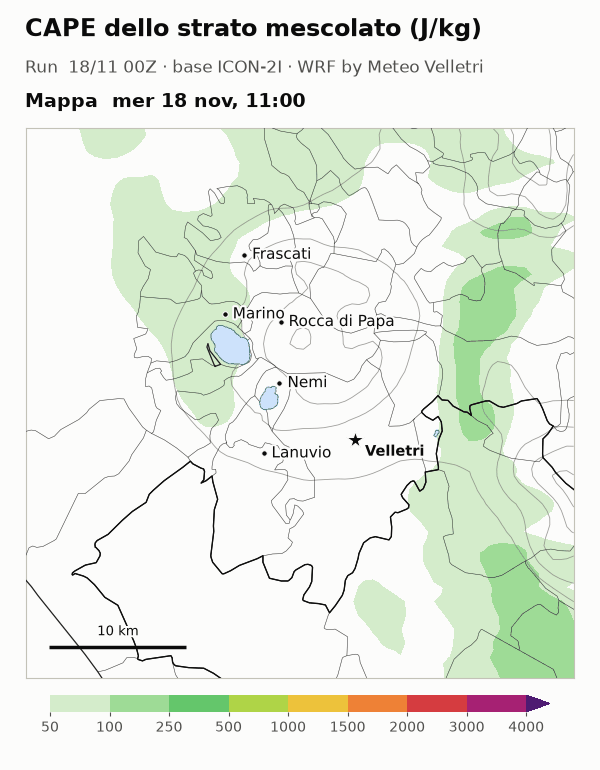 CAPE dello strato mescolato (J/kg)
Run  18/11 00Z · base ICON-2I · WRF by Meteo Velletri
Mappa  mer 18 nov, 11:00
Frascati
Marino
Rocca di Papa
Nemi
Velletri
Lanuvio
10 km
50 100 250 500 1000 1500 2000 3000 4000